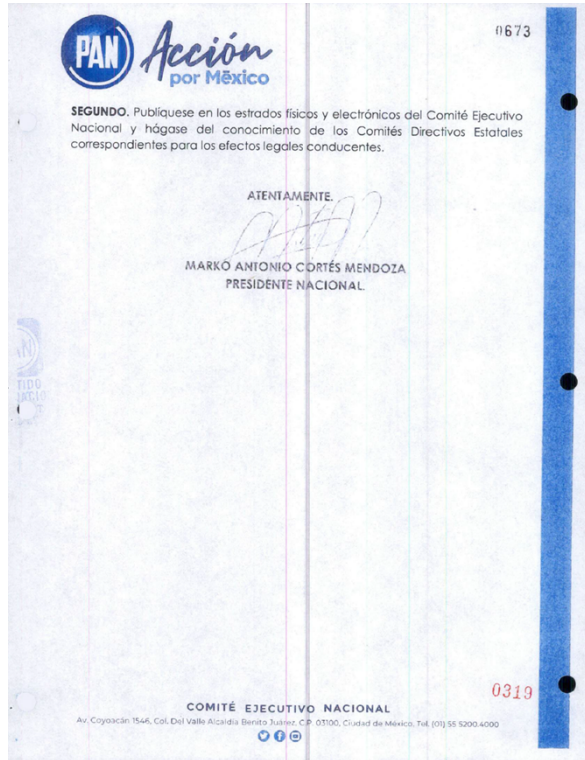 PAN Acción
por México
0673
SEGUNDO. Publíquese en los estrados físicos y electrónicos del Comité Ejecutivo
Nacional y hágase del conocimiento de los Comités Directivos Estatales
correspondientes para los efectos legales conducentes.
ATENTAMENTE.
MARKO ANTONIO CORTÉS MENDOZA
PRESIDENTE NACIONAL.
0319
COMITÉ EJECUTIVO NACIONAL
Av. Coyoacán 1546, Col. Del Valle Alcaldía Benito Juárez, C.P. 03100, Ciudad de México. Tel. (01) 55 5200 4000